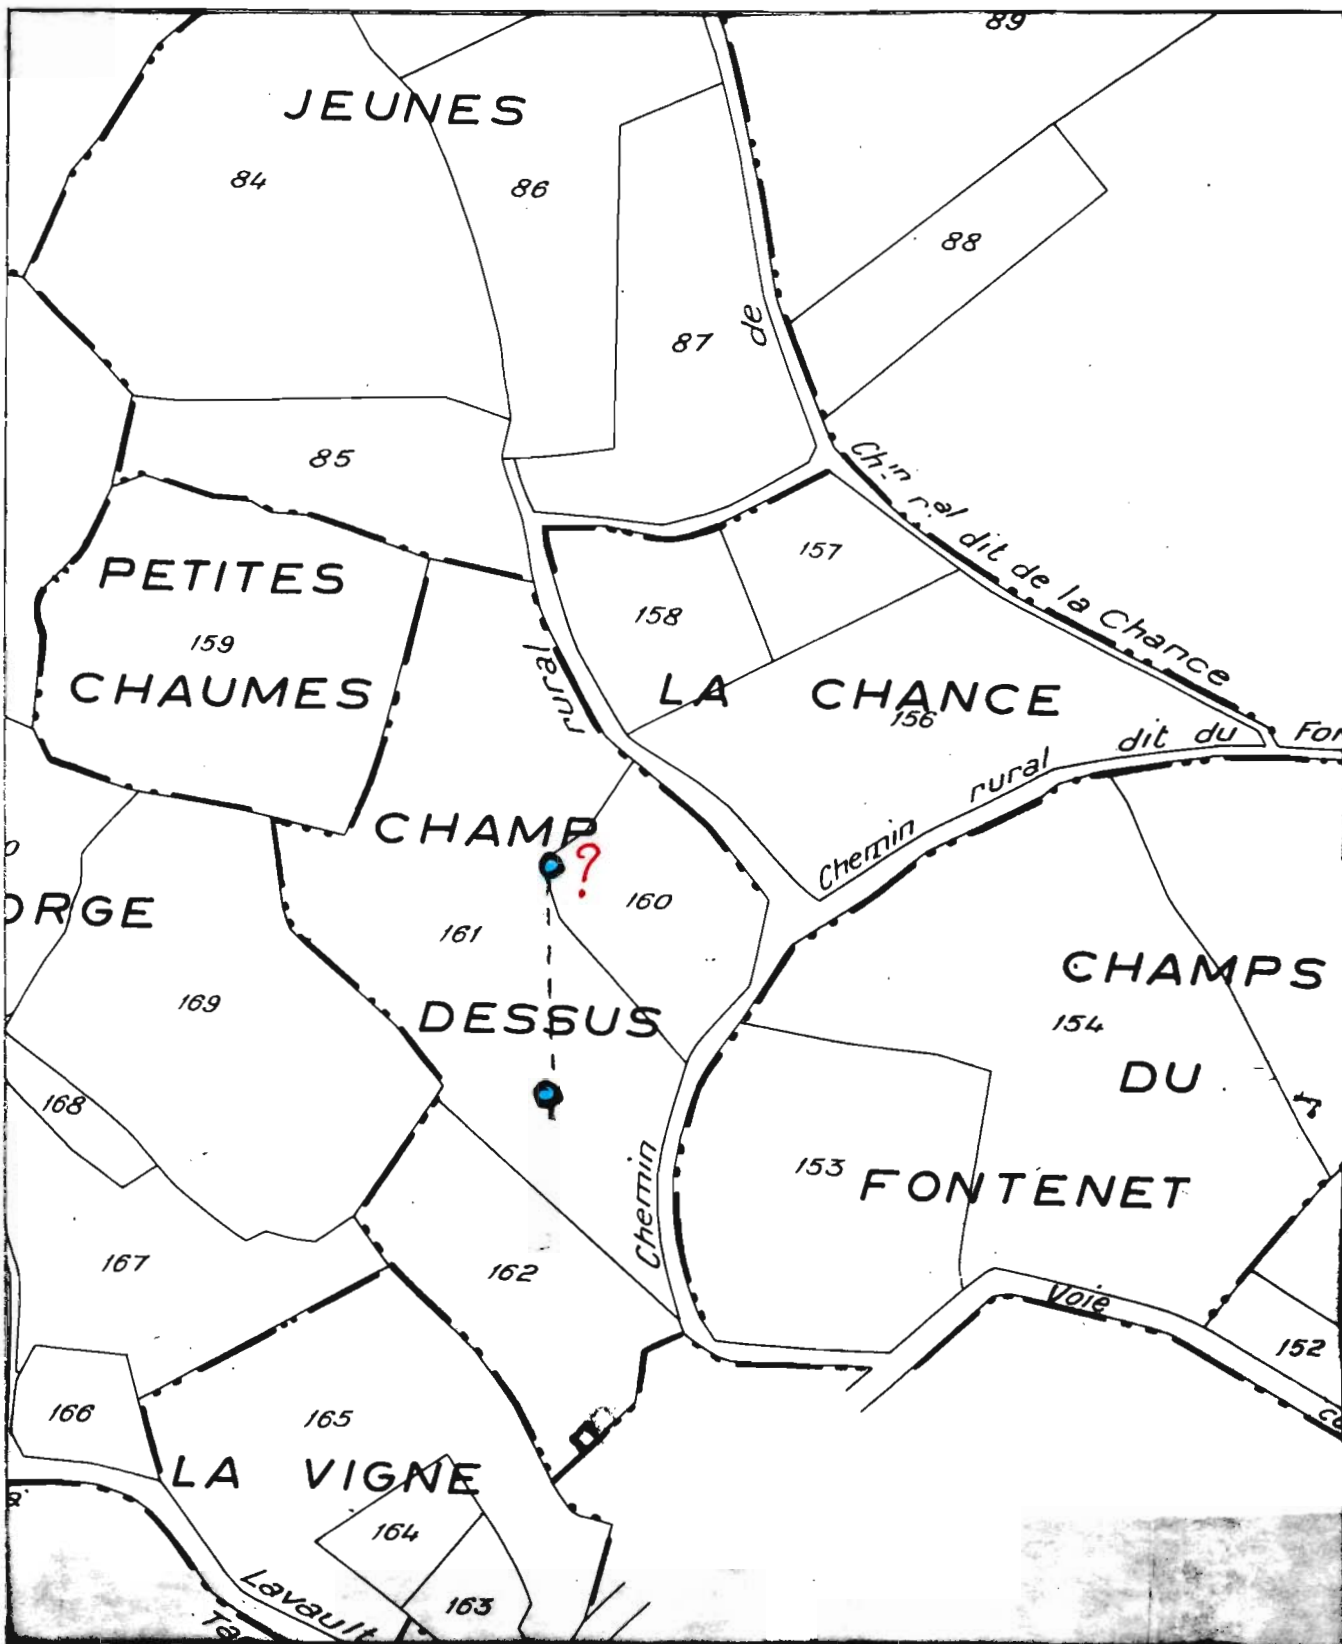 89
JEUNES
84
86
88
de
87
85
Ch.in r.al dit de la Chance
PETITES
157
158
159
rural
CHAUMES
LA CHANCE
156
Chemin rural dit du
CHAMP
?
160
ORGE
161
CHAMPS
169
DESSUS
154
DU
168
153
FONTENET
Chemin
167
162
Voie
152
166
165
LA VIGNE
164
163
Lavault